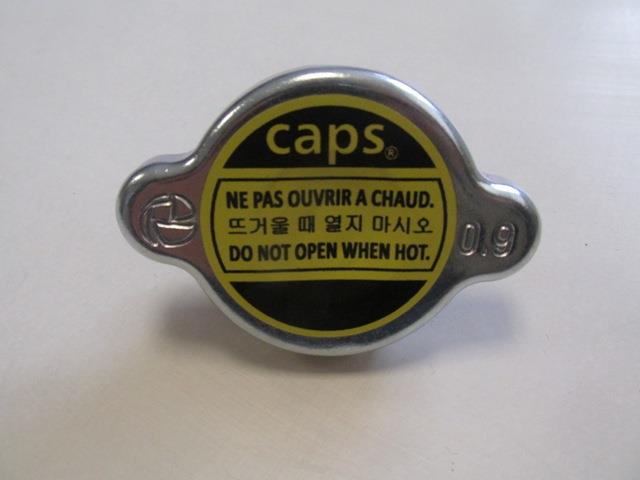 caps®
NE PAS OUVRIR A CHAUD.
뜨거울 때 열지 마시오
DO NOT OPEN WHEN HOT.
0.9